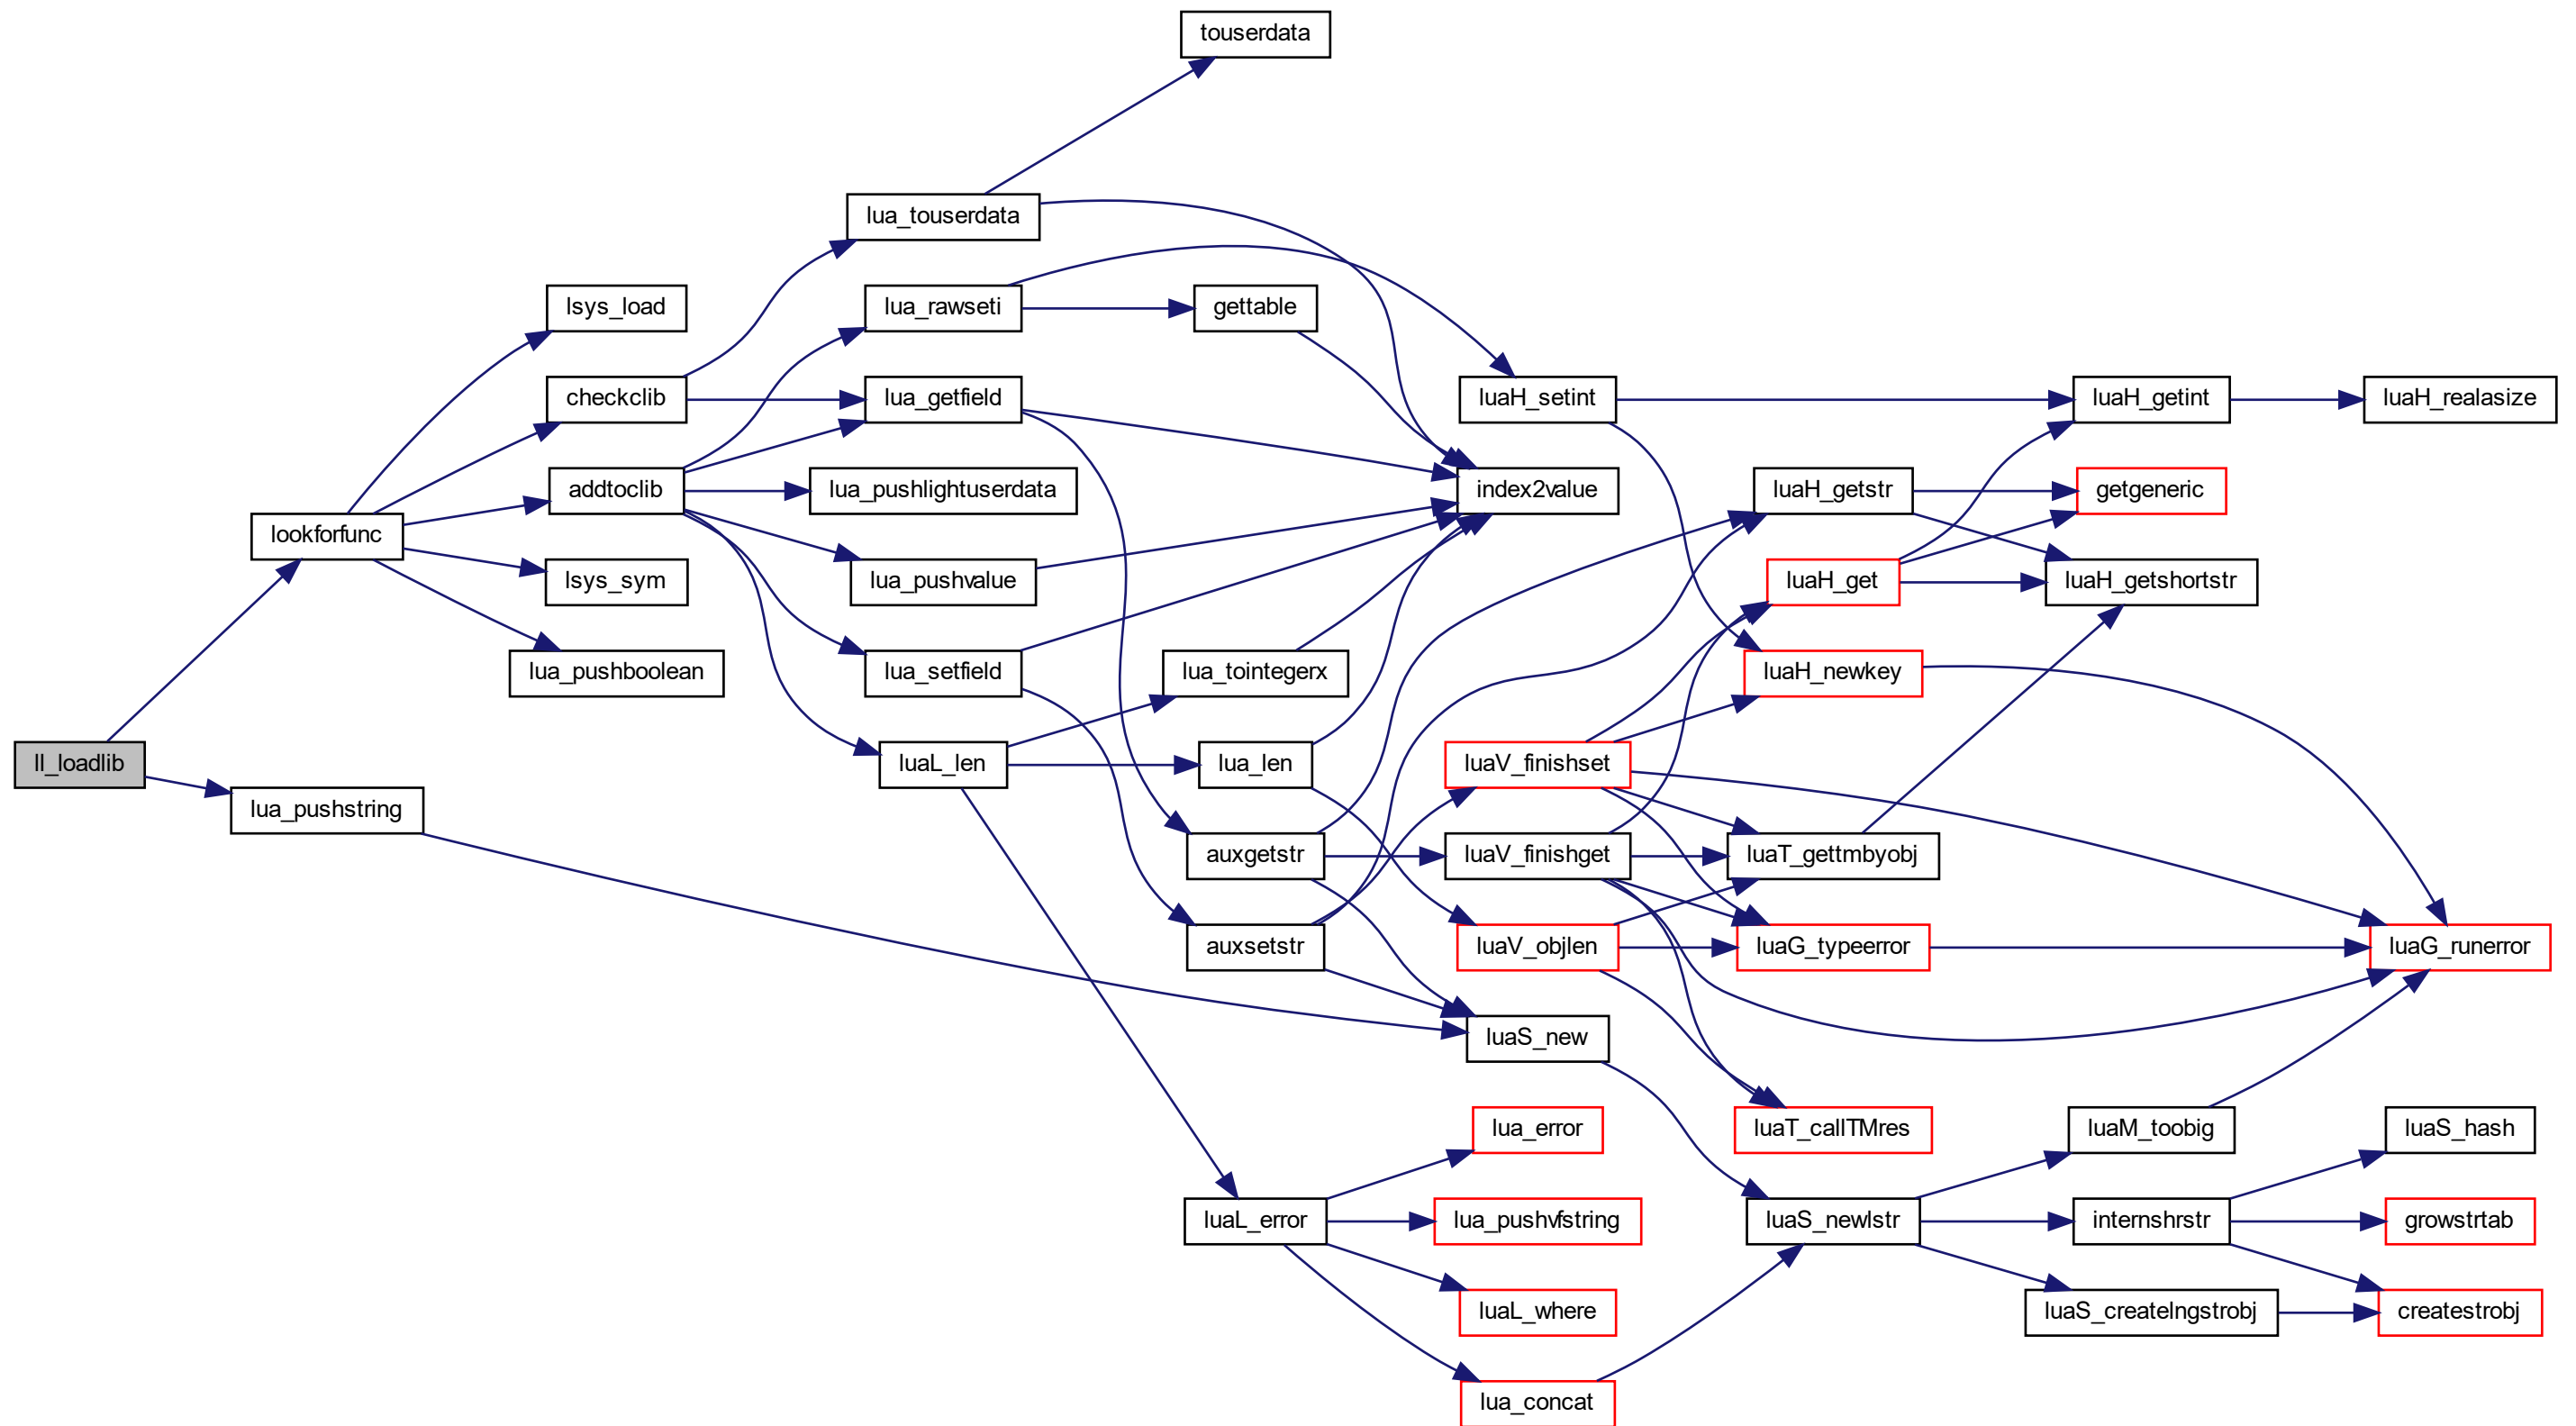 touserdata
lua_touserdata
lsys_load
lua_rawseti
gettable
checkclib
lua_getfield
luaH_setint
luaH_getint
luaH_realasize
addtoclib
lua_pushlightuserdata
index2value
luaH_getstr
getgeneric
lookforfunc
lsys_sym
lua_pushvalue
luaH_get
luaH_getshortstr
lua_pushboolean
lua_setfield
lua_tointegerx
luaH_newkey
ll_loadlib
luaL_len
lua_len
luaV_finishset
lua_pushstring
auxgetstr
luaV_finishget
luaT_gettmbyobj
auxsetstr
luaV_objlen
luaG_typeerror
luaG_runerror
luaS_new
lua_error
luaT_callTMres
luaM_toobig
luaS_hash
luaL_error
lua_pushvfstring
luaS_newlstr
internshrstr
growstrtab
luaL_where
luaS_createlngstrobj
createstrobj
lua_concat